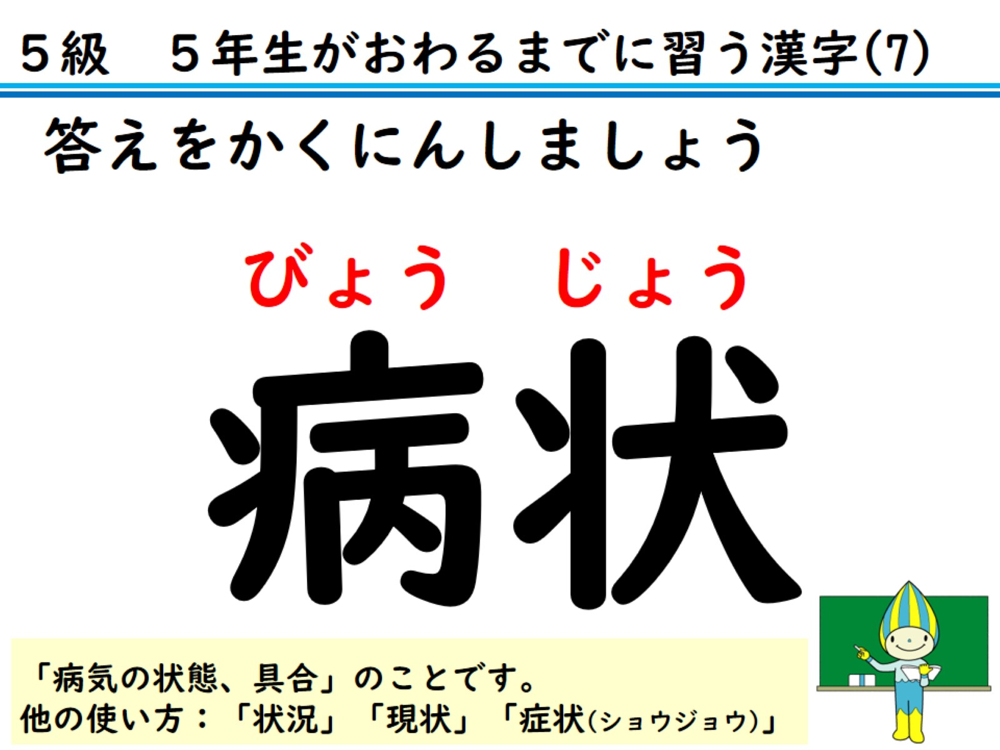 ５級　５年生がおわるまでに習う漢字(7)
答えをかくにんしましょう
びょう　じょう
病状
「病気の状態、具合」のことです。
他の使い方：「状況」「現状」「症状(ショウジョウ)」